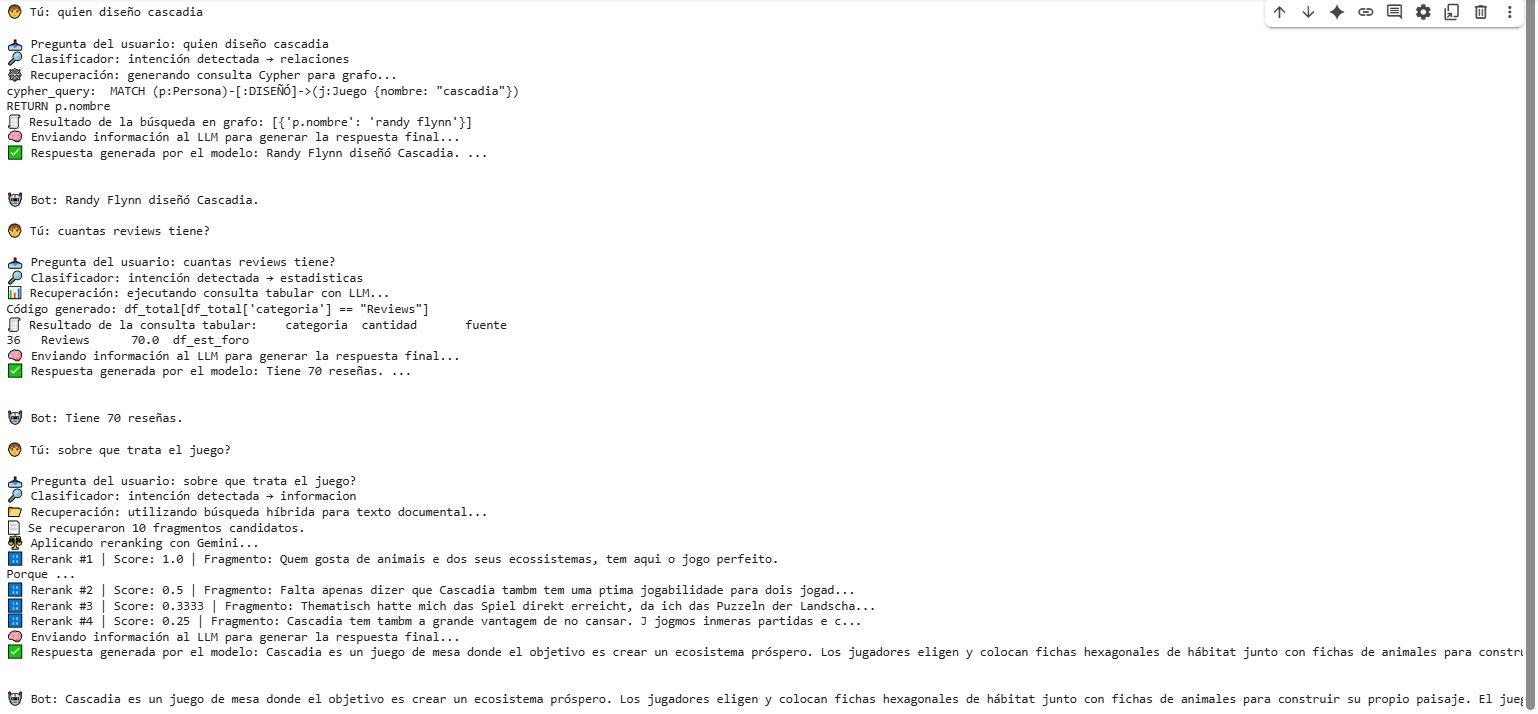 Tú: quien diseño cascadia
Pregunta del usuario: quien diseño cascadia
Clasificador: intención detectada → relaciones
Recuperación: generando consulta Cypher para grafo...
cypher_query:  MATCH (p:Persona)-[:DISEÑÓ]->(j:Juego {nombre: "cascadia"})
RETURN p.nombre
Resultado de la búsqueda en grafo: [{'p.nombre': 'randy flynn'}]
Enviando información al LLM para generar la respuesta final...
Respuesta generada por el modelo: Randy Flynn diseñó Cascadia. ...
Bot: Randy Flynn diseñó Cascadia.
Tú: cuantas reviews tiene?
Pregunta del usuario: cuantas reviews tiene?
Clasificador: intención detectada → estadisticas
Recuperación: ejecutando consulta tabular con LLM...
Código generado: df_total[df_total['categoria'] == "Reviews"]
Resultado de la consulta tabular:    categoria  cantidad       fuente
36   Reviews      70.0  df_est_foro
Enviando información al LLM para generar la respuesta final...
Respuesta generada por el modelo: Tiene 70 reseñas. ...
Bot: Tiene 70 reseñas.
Tú: sobre que trata el juego?
Pregunta del usuario: sobre que trata el juego?
Clasificador: intención detectada → informacion
Recuperación: utilizando búsqueda híbrida para texto documental...
Se recuperaron 10 fragmentos candidatos.
Aplicando reranking con Gemini...
Rerank #1 | Score: 1.0 | Fragmento: Quem gosta de animais e dos seus ecossistemas, tem aqui o jogo perfeito.
Porque ...
Rerank #2 | Score: 0.5 | Fragmento: Falta apenas dizer que Cascadia tambm tem uma ptima jogabilidade para dois jogad...
Rerank #3 | Score: 0.3333 | Fragmento: Thematisch hatte mich das Spiel direkt erreicht, da ich das Puzzeln der Landscha...
Rerank #4 | Score: 0.25 | Fragmento: Cascadia tem tambm a grande vantagem de no cansar. J jogmos inmeras partidas e c...
Enviando información al LLM para generar la respuesta final...
Respuesta generada por el modelo: Cascadia es un juego de mesa donde el objetivo es crear un ecosistema próspero. Los jugadores eligen y colocan fichas hexagonales de hábitat junto con fichas de animales para constru
Bot: Cascadia es un juego de mesa donde el objetivo es crear un ecosistema próspero. Los jugadores eligen y colocan fichas hexagonales de hábitat junto con fichas de animales para construir su propio paisaje. El jueg